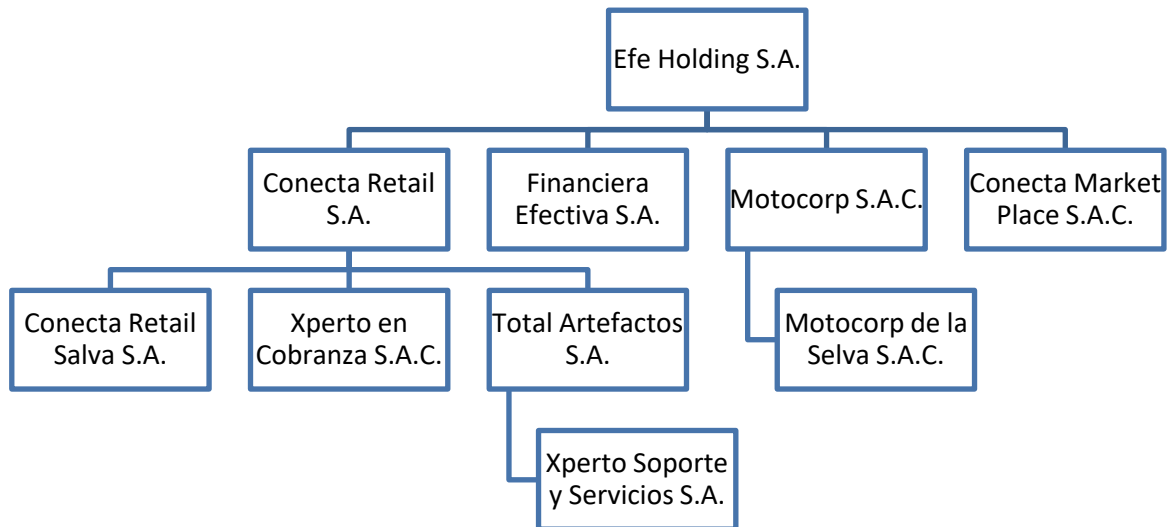 Efe Holding S.A.
Conecta Retail
S.A.
Financiera
Efectiva S.A.
Motocorp S.A.C.
Conecta Market
Place S.A.C.
Conecta Retail
Salva S.A.
Xperto en
Cobranza S.A.C.
Total Artefactos
S.A.
Motocorp de la
Selva S.A.C.
Xperto Soporte
y Servicios S.A.